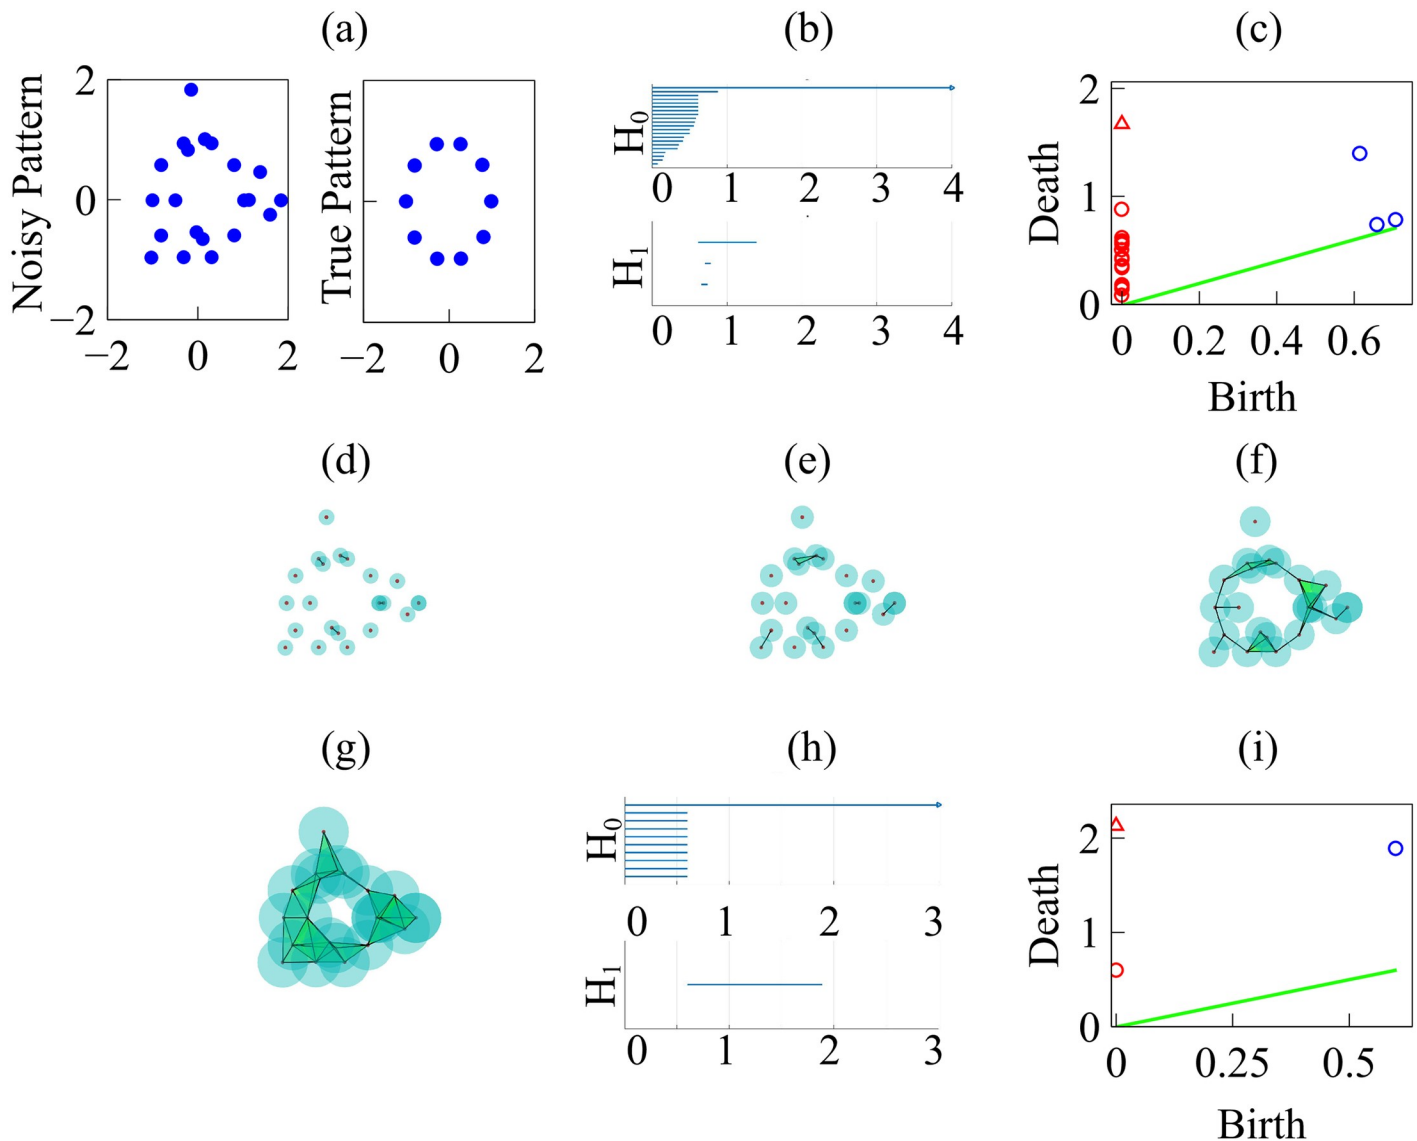 (a)
(b)
(c)
Noisy Pattern
2
0
−2
−2 0 2
True Pattern
−2 0 2
H0
0 1 2 3 4
H1
0 1 2 3 4
Death
2
1
0
0 0.2 0.4 0.6
Birth
(d)
(e)
(f)
(g)
(h)
(i)
H0
0 1 2 3
H1
0 1 2 3
Death
2
1
0
0 0.25 0.5
Birth